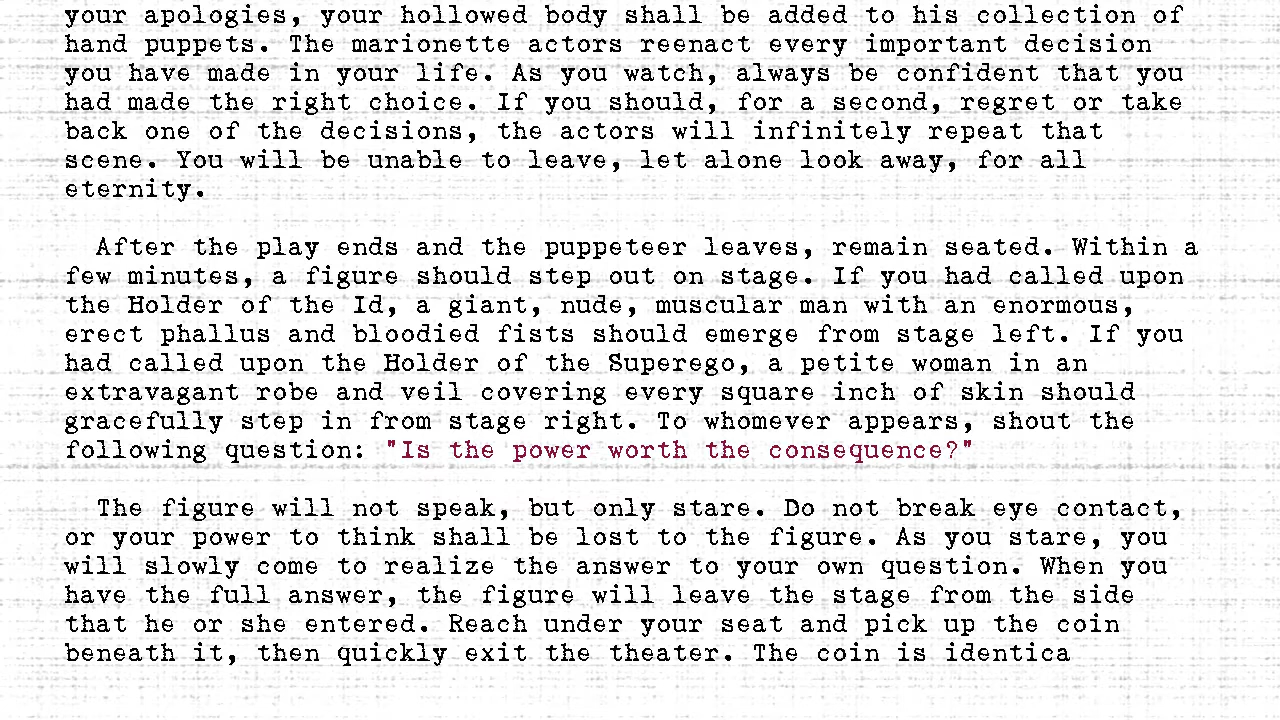 your apologies, your hollowed body shall be added to his collection of
hand puppets. The marionette actors reenact every important decision
you have made in your life. As you watch, always be confident that you
had made the right choice. If you should, for a second, regret or take
back one of the decisions, the actors will infinitely repeat that
scene. You will be unable to leave, let alone look away, for all
eternity.
After the play ends and the puppeteer leaves, remain seated. Within a
few minutes, a figure should step out on stage. If you had called upon
the Holder of the Id, a giant, nude, muscular man with an enormous,
erect phallus and bloodied fists should emerge from stage left. If you
had called upon the Holder of the Superego, a petite woman in an
extravagant robe and veil covering every square inch of skin should
gracefully step in from stage right. To whomever appears, shout the
following question: "Is the power worth the consequence?"
The figure will not speak, but only stare. Do not break eye contact,
or your power to think shall be lost to the figure. As you stare, you
will slowly come to realize the answer to your own question. When you
have the full answer, the figure will leave the stage from the side
that he or she entered. Reach under your seat and pick up the coin
beneath it, then quickly exit the theater. The coin is identica